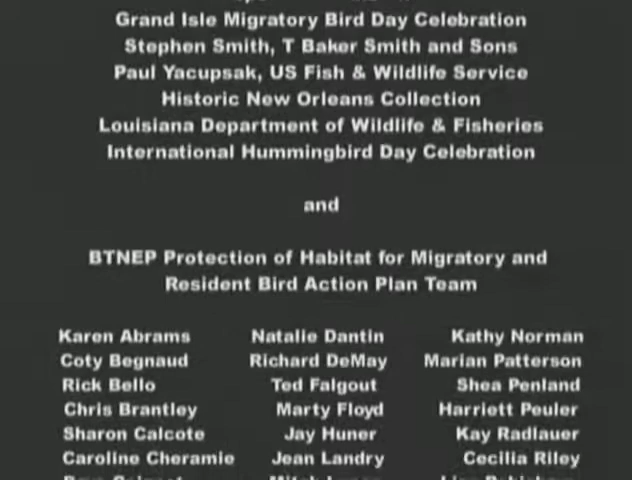 Grand Isle Migratory Bird Day Celebration
Stephen Smith, T Baker Smith and Sons
Paul Yacupsak, US Fish & Wildlife Service
Historic New Orleans Collection
Louisiana Department of Wildlife & Fisheries
International Hummingbird Day Celebration
and
BTNEP Protection of Habitat for Migratory and
Resident Bird Action Plan Team
Karen Abrams Natalie Dantin Kathy Norman
Coty Begnaud Richard DeMay Marian Patterson
Rick Bello Ted Falgout Shea Penland
Chris Brantley Marty Floyd Harriett Peuler
Sharon Calcote Jay Huner Kay Radlauer
Caroline Cheramie Jean Landry Cecilia Riley